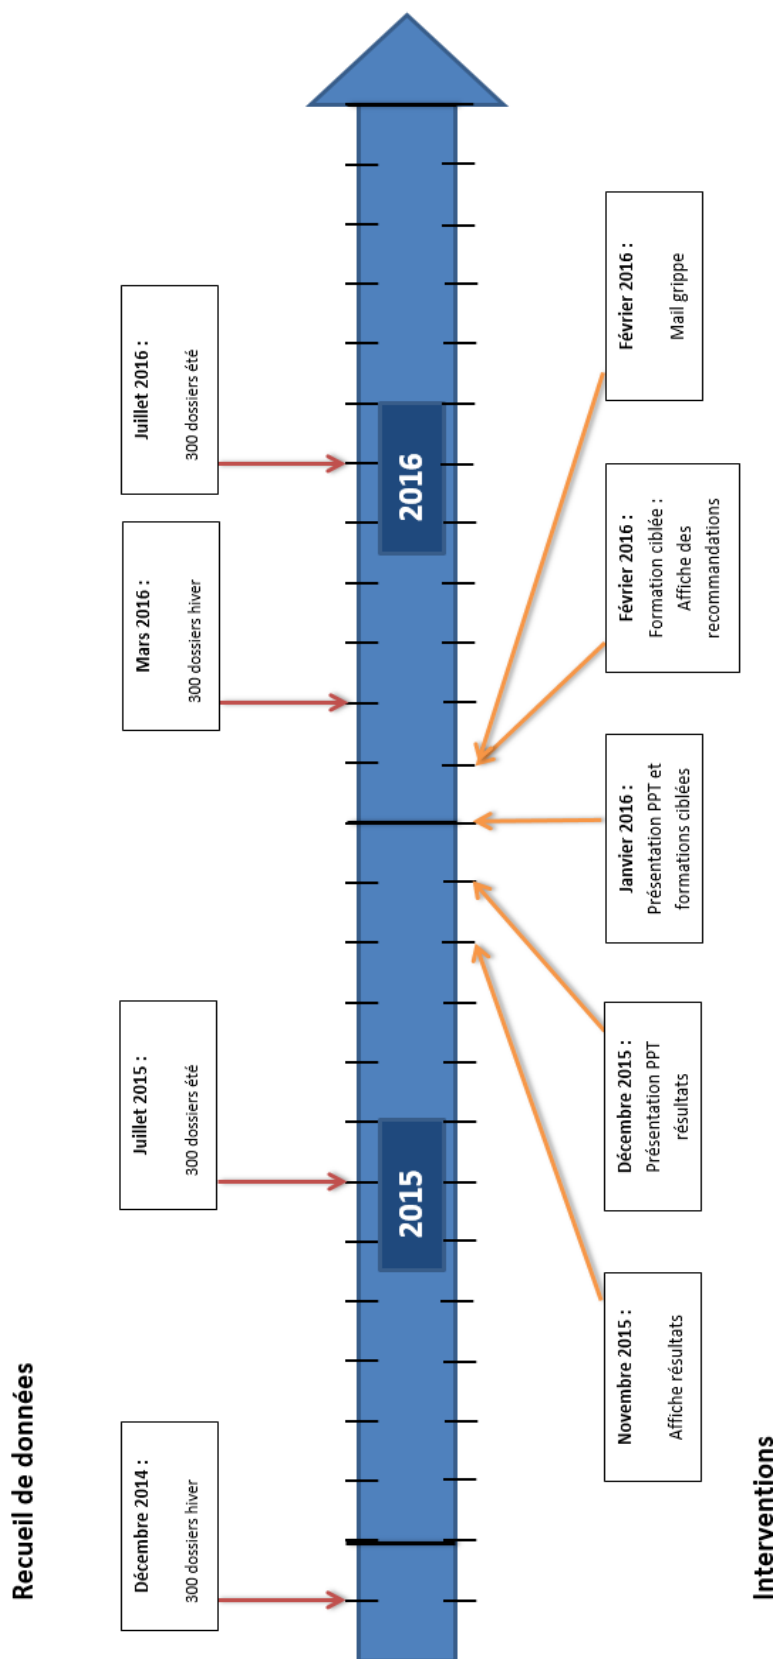 Recueil de données
Décembre 2014 :
300 dossiers hiver
Juillet 2015 :
300 dossiers été
Mars 2016 :
300 dossiers hiver
Juillet 2016 :
300 dossiers été
2015
2016
Novembre 2015 :
Affiche résultats
Décembre 2015 :
Présentation PPT
résultats
Janvier 2016 :
Présentation PPT et
formations ciblées
Février 2016 :
Formation ciblée :
Affiche des
recommandations
Février 2016 :
Mail grippe
Interventions